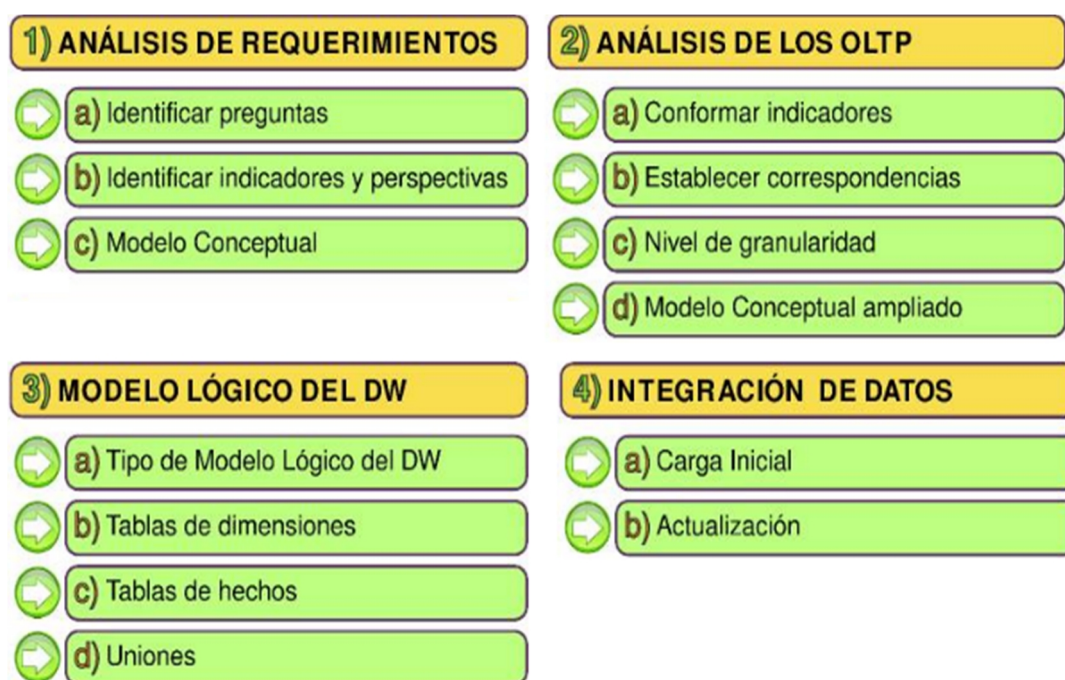 1) ANÁLISIS DE REQUERIMIENTOS
a) Identificar preguntas
b) Identificar indicadores y perspectivas
c) Modelo Conceptual
2) ANÁLISIS DE LOS OLTP
a) Conformar indicadores
b) Establecer correspondencias
c) Nivel de granularidad
d) Modelo Conceptual ampliado
3) MODELO LÓGICO DEL DW
a) Tipo de Modelo Lógico del DW
b) Tablas de dimensiones
c) Tablas de hechos
d) Uniones
4) INTEGRACIÓN DE DATOS
a) Carga Inicial
b) Actualización